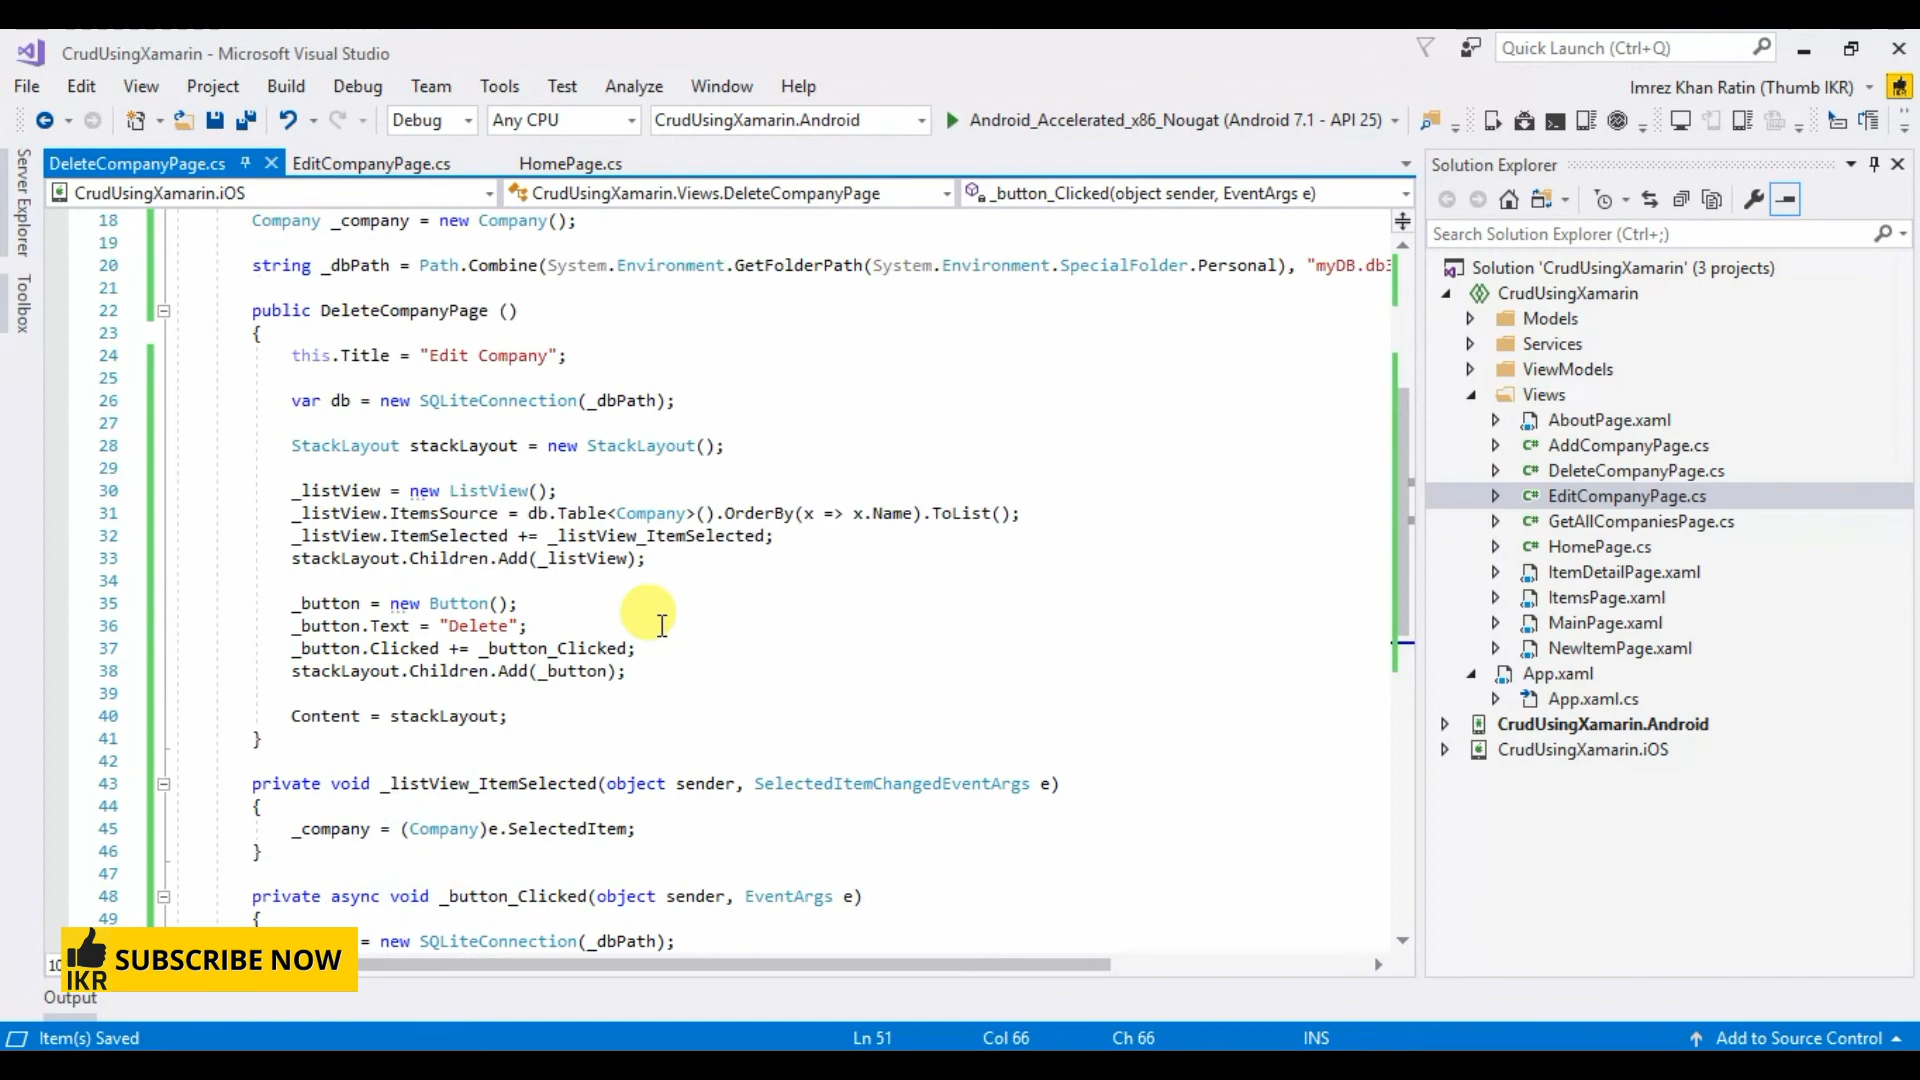 CrudUsingXamarin - Microsoft Visual Studio
Quick Launch (Ctrl+Q)
File Edit View Project Build Debug Team Tools Test Analyze Window Help
Imrez Khan Ratin (Thumb IKR)
Debug Any CPU CrudUsingXamarin.Android Android_Accelerated_x86_Nougat (Android 7.1 - API 25)
Server Explorer
Toolbox
DeleteCompanyPage.cs EditCompanyPage.cs HomePage.cs
CrudUsingXamarin.iOS CrudUsingXamarin.Views.DeleteCompanyPage _button_Clicked(object sender, EventArgs e)
18 Company _company = new Company();
19
20 string _dbPath = Path.Combine(System.Environment.GetFolderPath(System.Environment.SpecialFolder.Personal), "myDB.db3
21
22 public DeleteCompanyPage ()
23 {
24 this.Title = "Edit Company";
25
26 var db = new SQLiteConnection(_dbPath);
27
28 StackLayout stackLayout = new StackLayout();
29
30 _listView = new ListView();
31 _listView.ItemsSource = db.Table<Company>().OrderBy(x => x.Name).ToList();
32 _listView.ItemSelected += _listView_ItemSelected;
33 stackLayout.Children.Add(_listView);
34
35 _button = new Button();
36 _button.Text = "Delete";
37 _button.Clicked += _button_Clicked;
38 stackLayout.Children.Add(_button);
39
40 Content = stackLayout;
41 }
42
43 private void _listView_ItemSelected(object sender, SelectedItemChangedEventArgs e)
44 {
45 _company = (Company)e.SelectedItem;
46 }
47
48 private async void _button_Clicked(object sender, EventArgs e)
49 {
= new SQLiteConnection(_dbPath);
10
IKR SUBSCRIBE NOW
Output
Solution Explorer
Search Solution Explorer (Ctrl+;)
Solution 'CrudUsingXamarin' (3 projects)
CrudUsingXamarin
Models
Services
ViewModels
Views
AboutPage.xaml
C# AddCompanyPage.cs
C# DeleteCompanyPage.cs
C# EditCompanyPage.cs
C# GetAllCompaniesPage.cs
C# HomePage.cs
ItemDetailPage.xaml
ItemsPage.xaml
MainPage.xaml
NewItemPage.xaml
App.xaml
App.xaml.cs
CrudUsingXamarin.Android
CrudUsingXamarin.iOS
Item(s) Saved Ln 51 Col 66 Ch 66 INS Add to Source Control